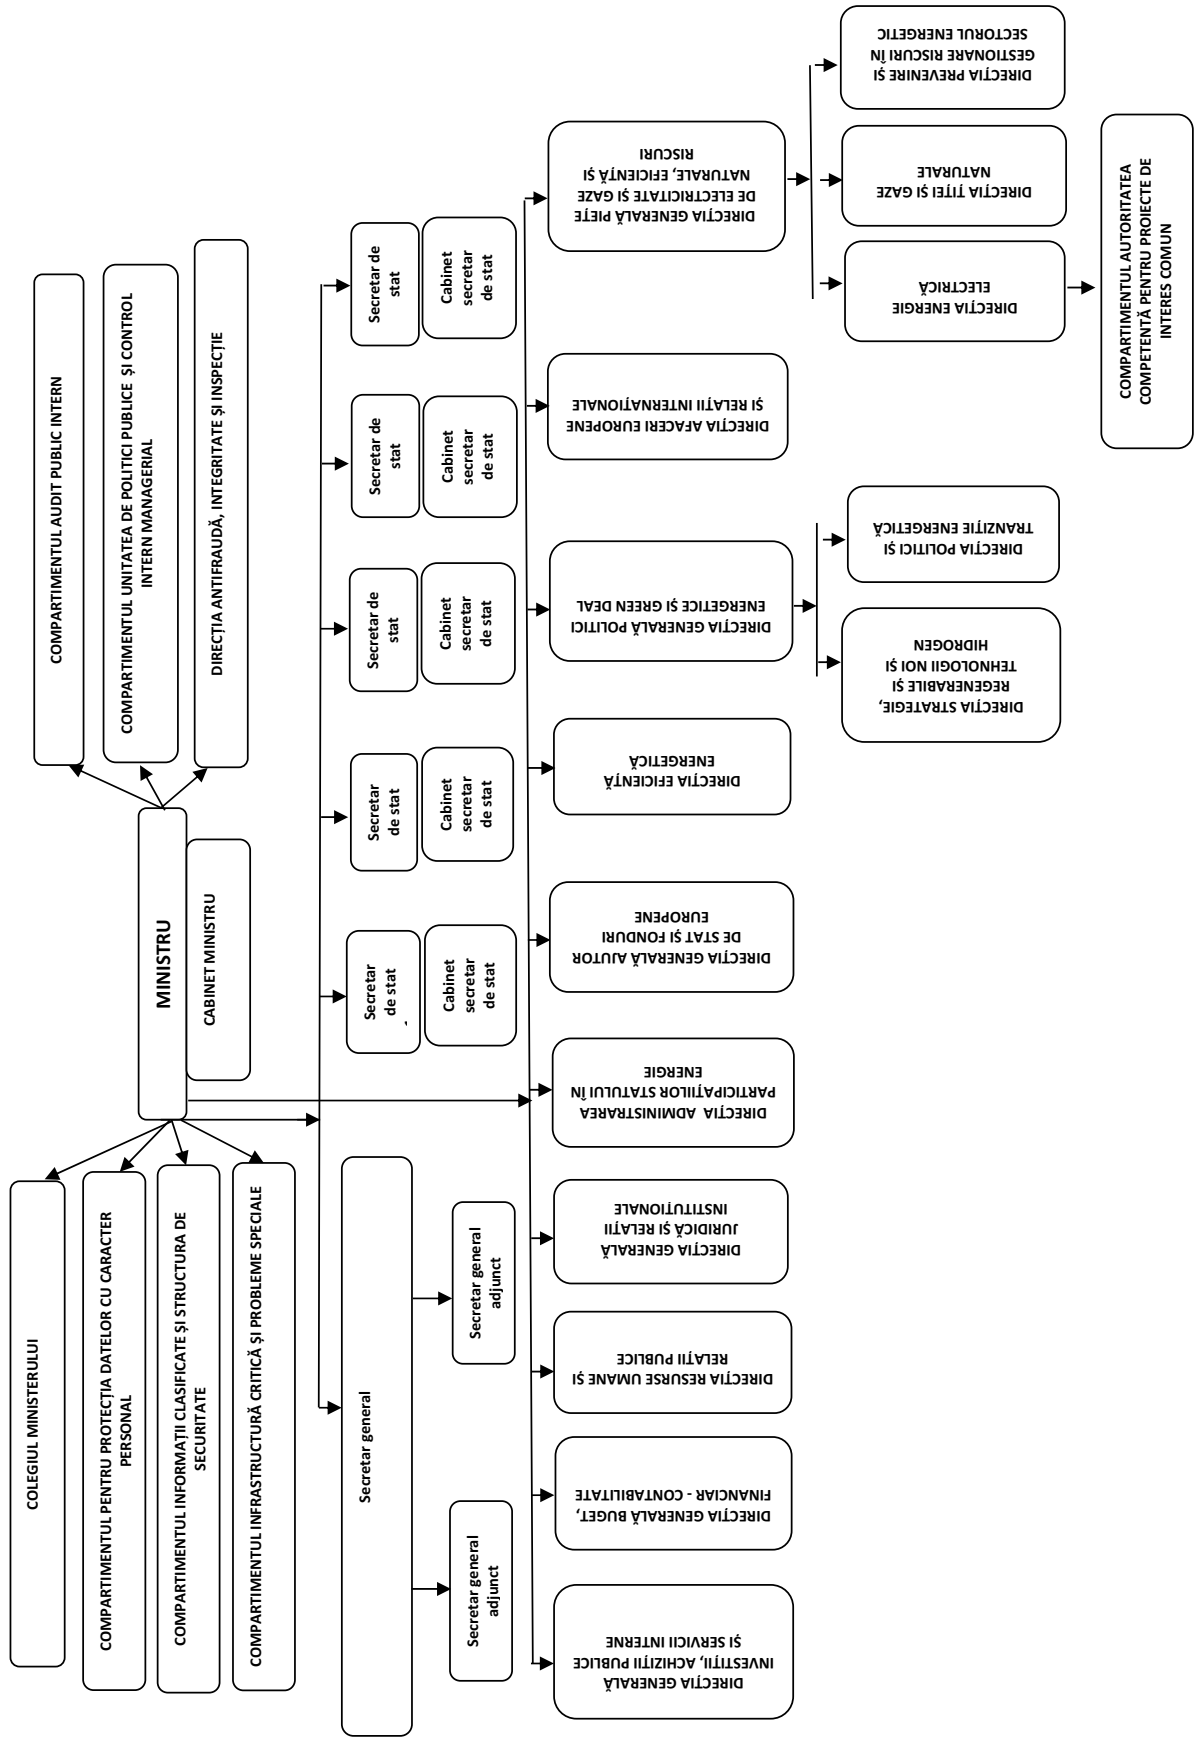 COLEGIUL MINISTERULUI
COMPARTIMENTUL PENTRU PROTECȚIA DATELOR CU CARACTER
PERSONAL
COMPARTIMENTUL INFORMAȚII CLASIFICATE ȘI STRUCTURA DE
SECURITATE
COMPARTIMENTUL INFRASTRUCTURĂ CRITICĂ ȘI PROBLEME SPECIALE
MINISTRU
CABINET MINISTRU
COMPARTIMENTUL AUDIT PUBLIC INTERN
COMPARTIMENTUL UNITATEA DE POLITICI PUBLICE ȘI CONTROL
INTERN MANAGERIAL
DIRECȚIA ANTIFRAUDĂ, INTEGRITATE ȘI INSPECȚIE
Secretar general
Secretar
de stat
Secretar
de stat
Secretar de
stat
Secretar de
stat
Secretar de
stat
Cabinet
secretar
de stat
Cabinet
secretar
de stat
Cabinet
secretar
de stat
Cabinet
secretar
de stat
Cabinet
secretar
de stat
Secretar general
adjunct
Secretar general
adjunct
DIRECȚIA GENERALĂ
INVESTIȚII, ACHIZIȚII PUBLICE
ȘI SERVICII INTERNE
DIRECȚIA GENERALĂ BUGET,
FINANCIAR - CONTABILITATE
DIRECȚIA RESURSE UMANE ȘI
RELAȚII PUBLICE
DIRECȚIA GENERALĂ
JURIDICĂ ȘI RELAȚII
INSTITUȚIONALE
DIRECȚIA ADMINISTRAREA
PARTICIPAȚIILOR STATULUI ÎN
ENERGIE
DIRECȚIA GENERALĂ AJUTOR
DE STAT ȘI FONDURI
EUROPENE
DIRECȚIA EFICIENȚĂ
ENERGETICĂ
DIRECȚIA GENERALĂ POLITICI
ENERGETICE ȘI GREEN DEAL
DIRECȚIA AFACERI EUROPENE
ȘI RELAȚII INTERNAȚIONALE
DIRECȚIA GENERALĂ PIEȚE
DE ELECTRICITATE ȘI GAZE
NATURALE, EFICIENȚĂ ȘI
RISCURI
DIRECȚIA STRATEGIE,
REGENERABILE ȘI
TEHNOLOGII NOI ȘI
HIDROGEN
DIRECȚIA POLITICI ȘI
TRANZIȚIE ENERGETICĂ
DIRECȚIA ENERGIE
ELECTRICĂ
DIRECȚIA ȚIȚEI ȘI GAZE
NATURALE
DIRECȚIA PREVENIRE ȘI
GESTIONARE RISCURI ÎN
SECTORUL ENERGETIC
COMPARTIMENTUL AUTORITATEA
COMPETENTĂ PENTRU PROIECTE DE
INTERES COMUN